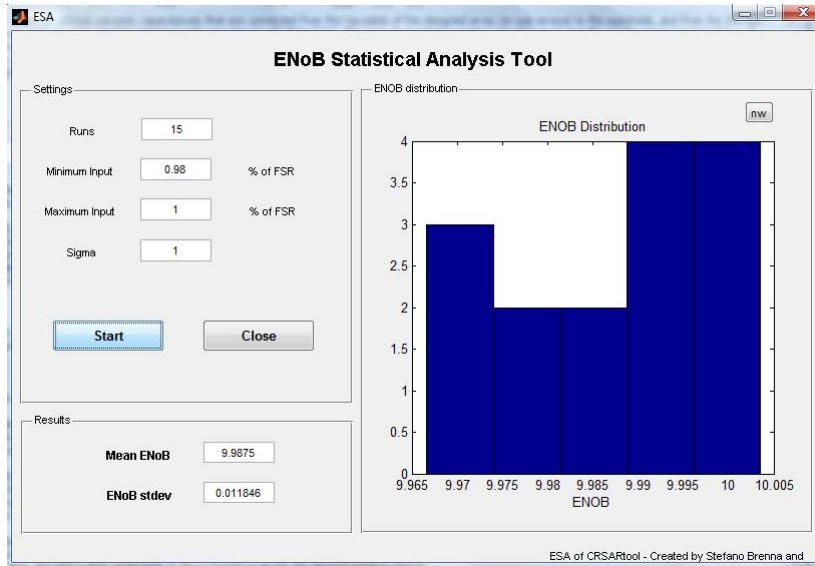 ESA
ENoB Statistical Analysis Tool
Settings
Runs 15
Minimum Input 0.98 % of FSR
Maximum Input 1 % of FSR
Sigma 1
Start Close
Results
Mean ENoB 9.9875
ENoB stdev 0.011846
ENOB distribution
nw
ENOB Distribution
4
3.5
3
2.5
2
1.5
1
0.5
0
9.965 9.97 9.975 9.98 9.985 9.99 9.995 10 10.005
ENOB
ESA of CRSARtool - Created by Stefano Brenna and